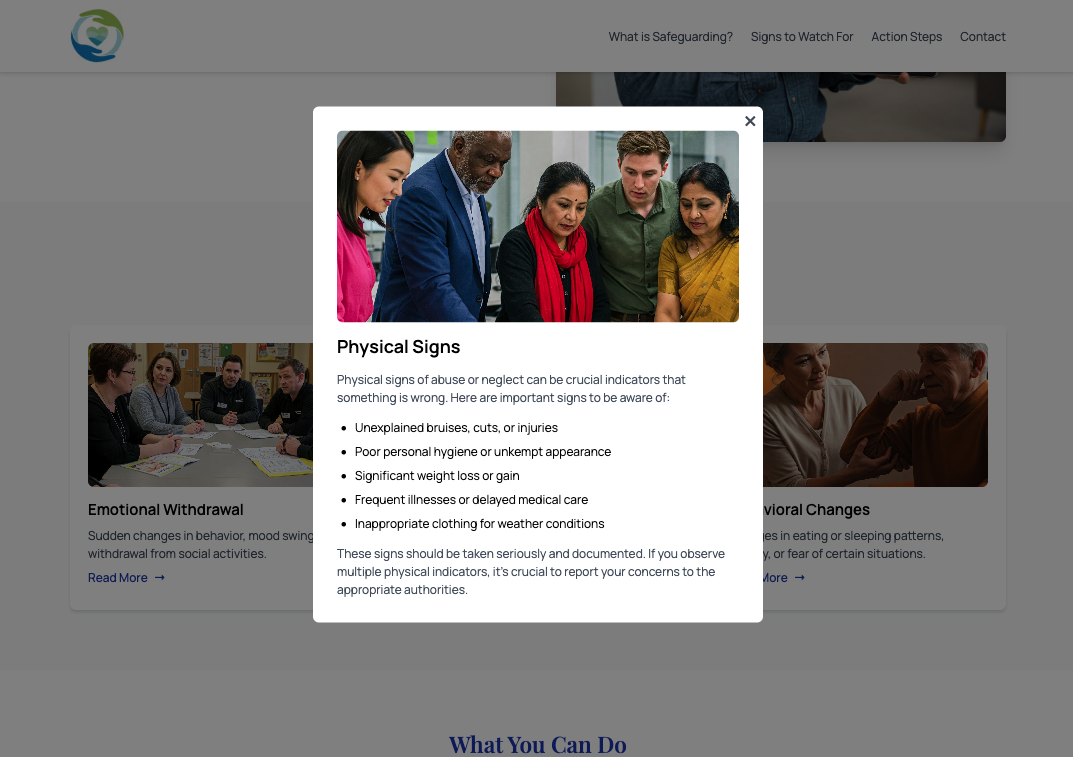 What is Safeguarding? Signs to Watch For Action Steps Contact
Physical Signs
Physical signs of abuse or neglect can be crucial indicators that
something is wrong. Here are important signs to be aware of:
• Unexplained bruises, cuts, or injuries
• Poor personal hygiene or unkempt appearance
• Significant weight loss or gain
• Frequent illnesses or delayed medical care
• Inappropriate clothing for weather conditions
These signs should be taken seriously and documented. If you observe
multiple physical indicators, it's crucial to report your concerns to the
appropriate authorities.
Emotional Withdrawal
Sudden changes in behavior, mood swing
withdrawal from social activities.
Read More →
vioral Changes
es in eating or sleeping patterns,
y, or fear of certain situations.
More →
What You Can Do